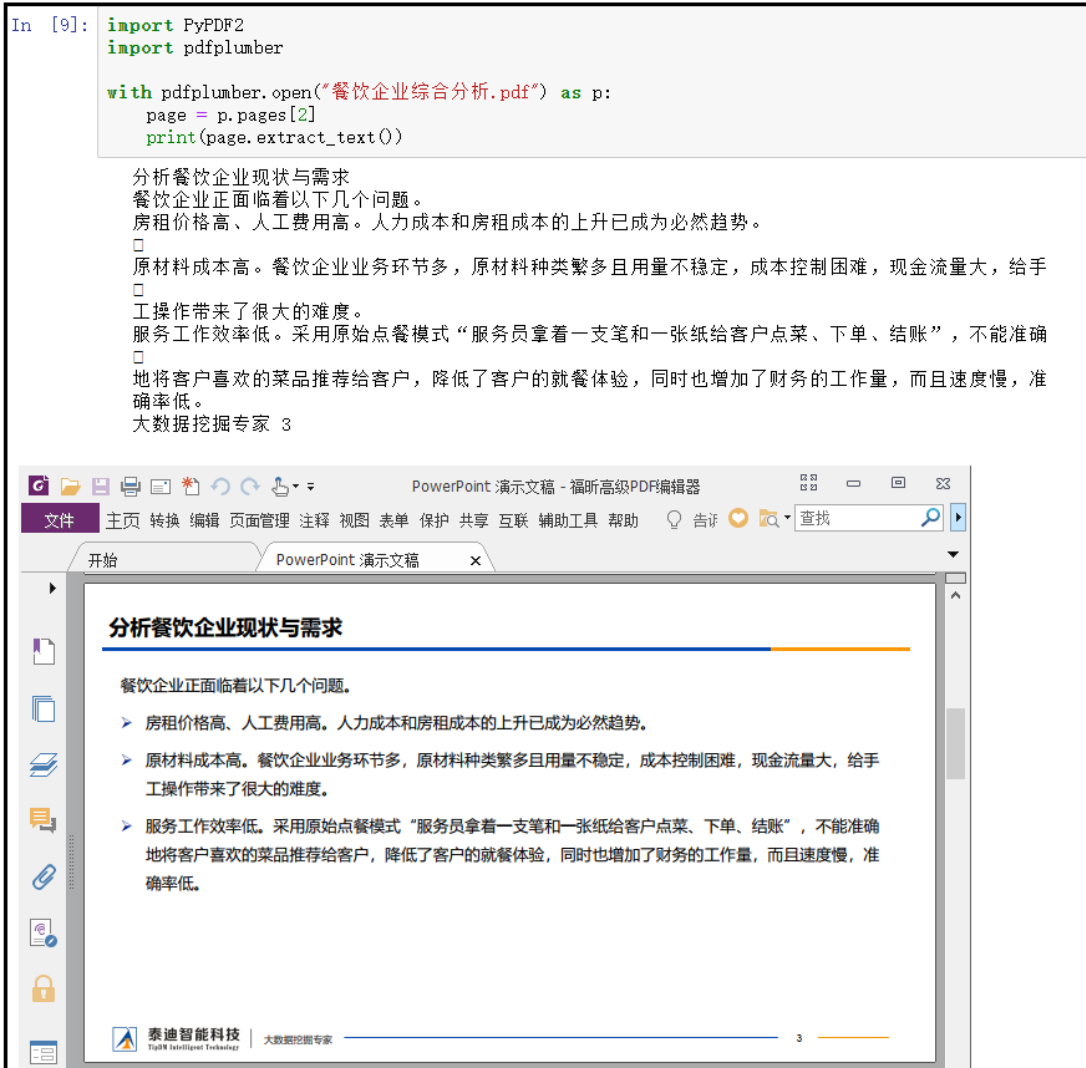 In [9]:
import PyPDF2
import pdfplumber
with pdfplumber.open("餐饮企业综合分析.pdf") as p:
    page = p.pages[2]
    print(page.extract_text())
分析餐饮企业现状与需求
餐饮企业正面临着以下几个问题。
房租价格高、人工费用高。人力成本和房租成本的上升已成为必然趋势。
□
原材料成本高。餐饮企业业务环节多，原材料种类繁多且用量不稳定，成本控制困难，现金流量大，给手
□
工操作带来了很大的难度。
服务工作效率低。采用原始点餐模式“服务员拿着一支笔和一张纸给客户点菜、下单、结账”，不能准确
□
地将客户喜欢的菜品推荐给客户，降低了客户的就餐体验，同时也增加了财务的工作量，而且速度慢，准
确率低。
大数据挖掘专家 3
PowerPoint 演示文稿 - 福昕高级PDF编辑器
文件 主页 转换 编辑 页面管理 注释 视图 表单 保护 共享 互联 辅助工具 帮助 告诉 查找
开始 PowerPoint 演示文稿 x
分析餐饮企业现状与需求
餐饮企业正面临着以下几个问题。
➢ 房租价格高、人工费用高。人力成本和房租成本的上升已成为必然趋势。
➢ 原材料成本高。餐饮企业业务环节多，原材料种类繁多且用量不稳定，成本控制困难，现金流量大，给手
工操作带来了很大的难度。
➢ 服务工作效率低。采用原始点餐模式“服务员拿着一支笔和一张纸给客户点菜、下单、结账”，不能准确
地将客户喜欢的菜品推荐给客户，降低了客户的就餐体验，同时也增加了财务的工作量，而且速度慢，准
确率低。
泰迪智能科技
TipDM Intelligent Technology
大数据挖掘专家
3